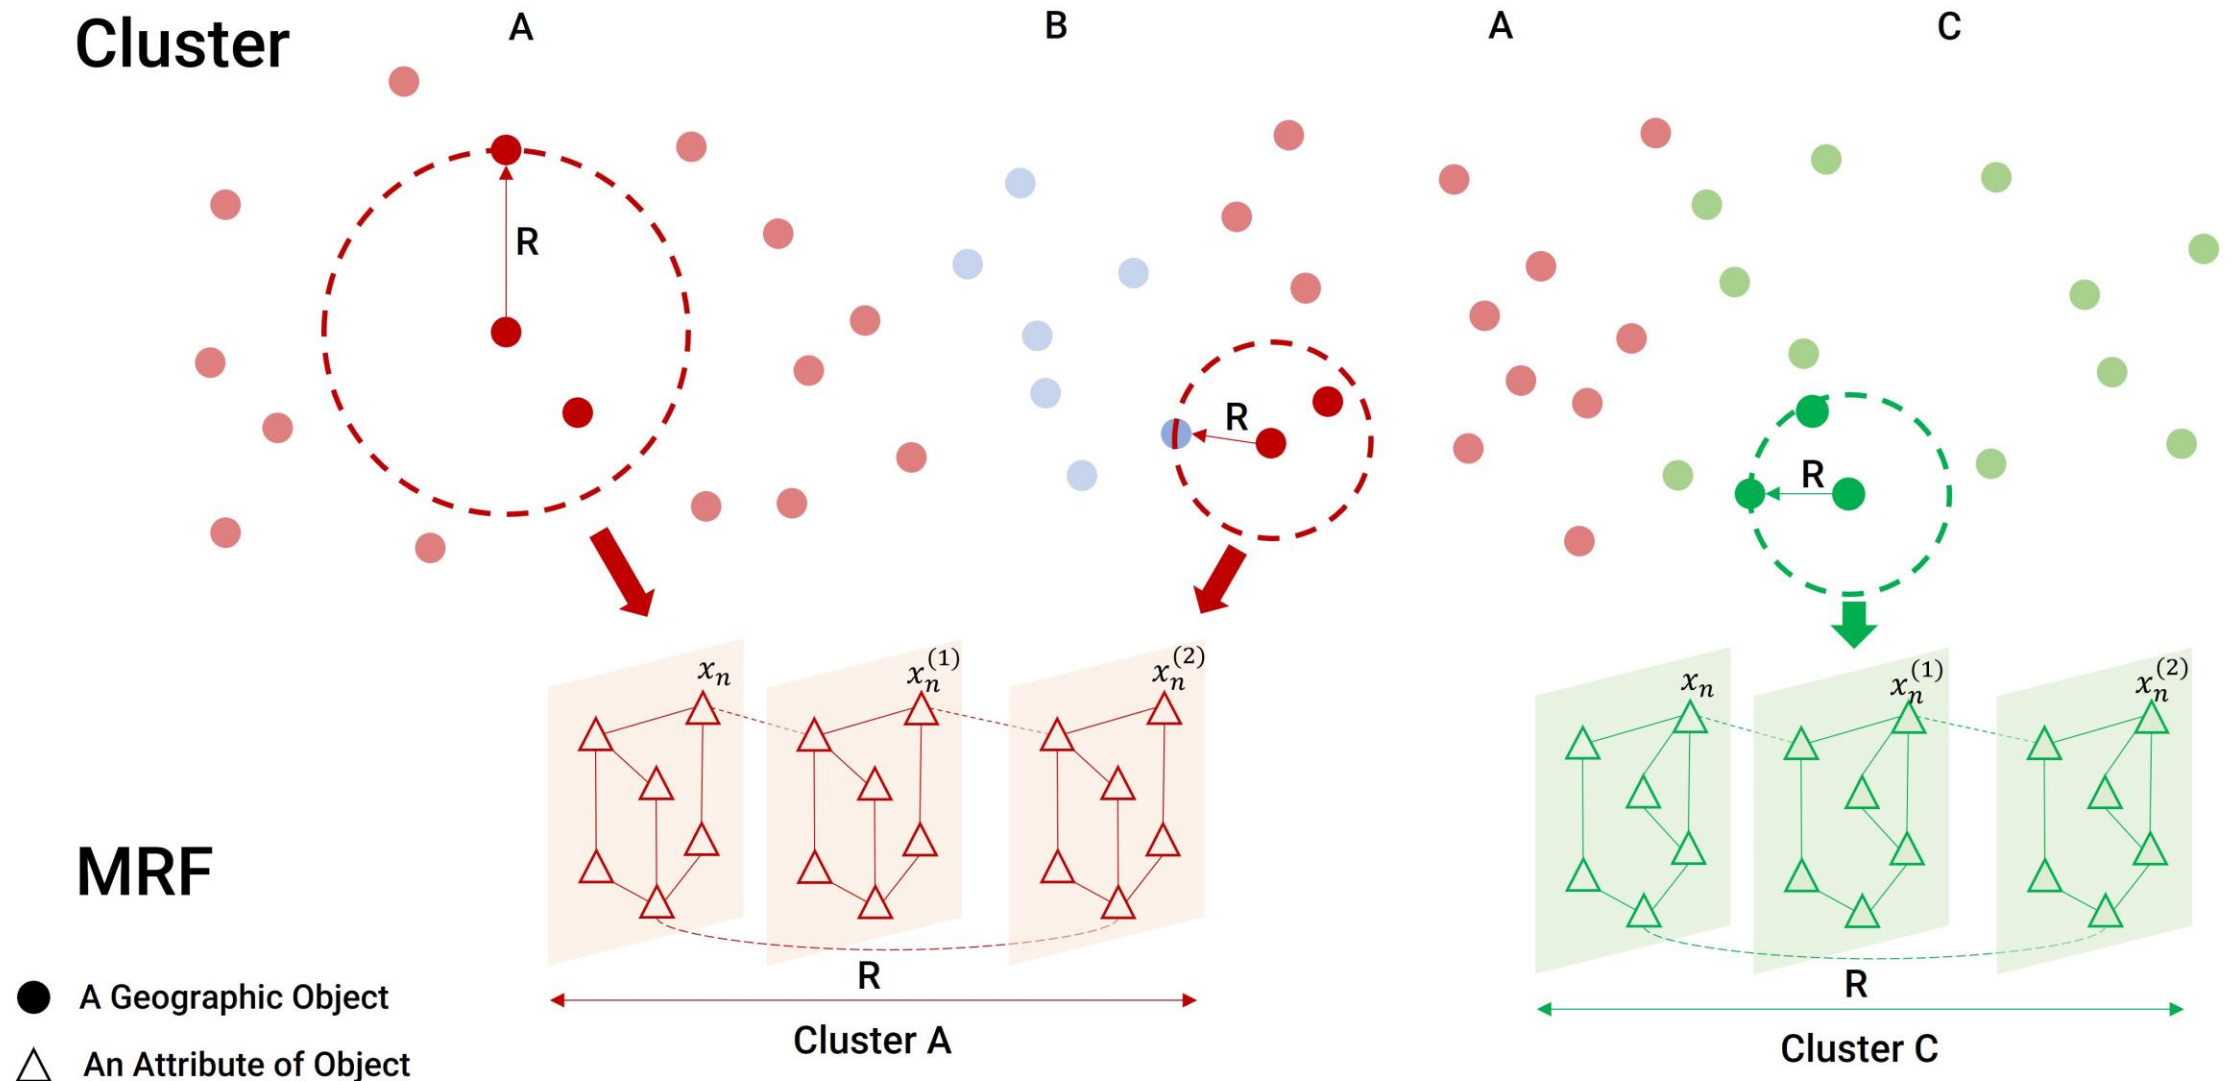 Cluster
A
B
A
C
R
R
R
x_n
x_n^(1)
x_n^(2)
x_n
x_n^(1)
x_n^(2)
MRF
R
R
Cluster A
Cluster C
A Geographic Object
An Attribute of Object